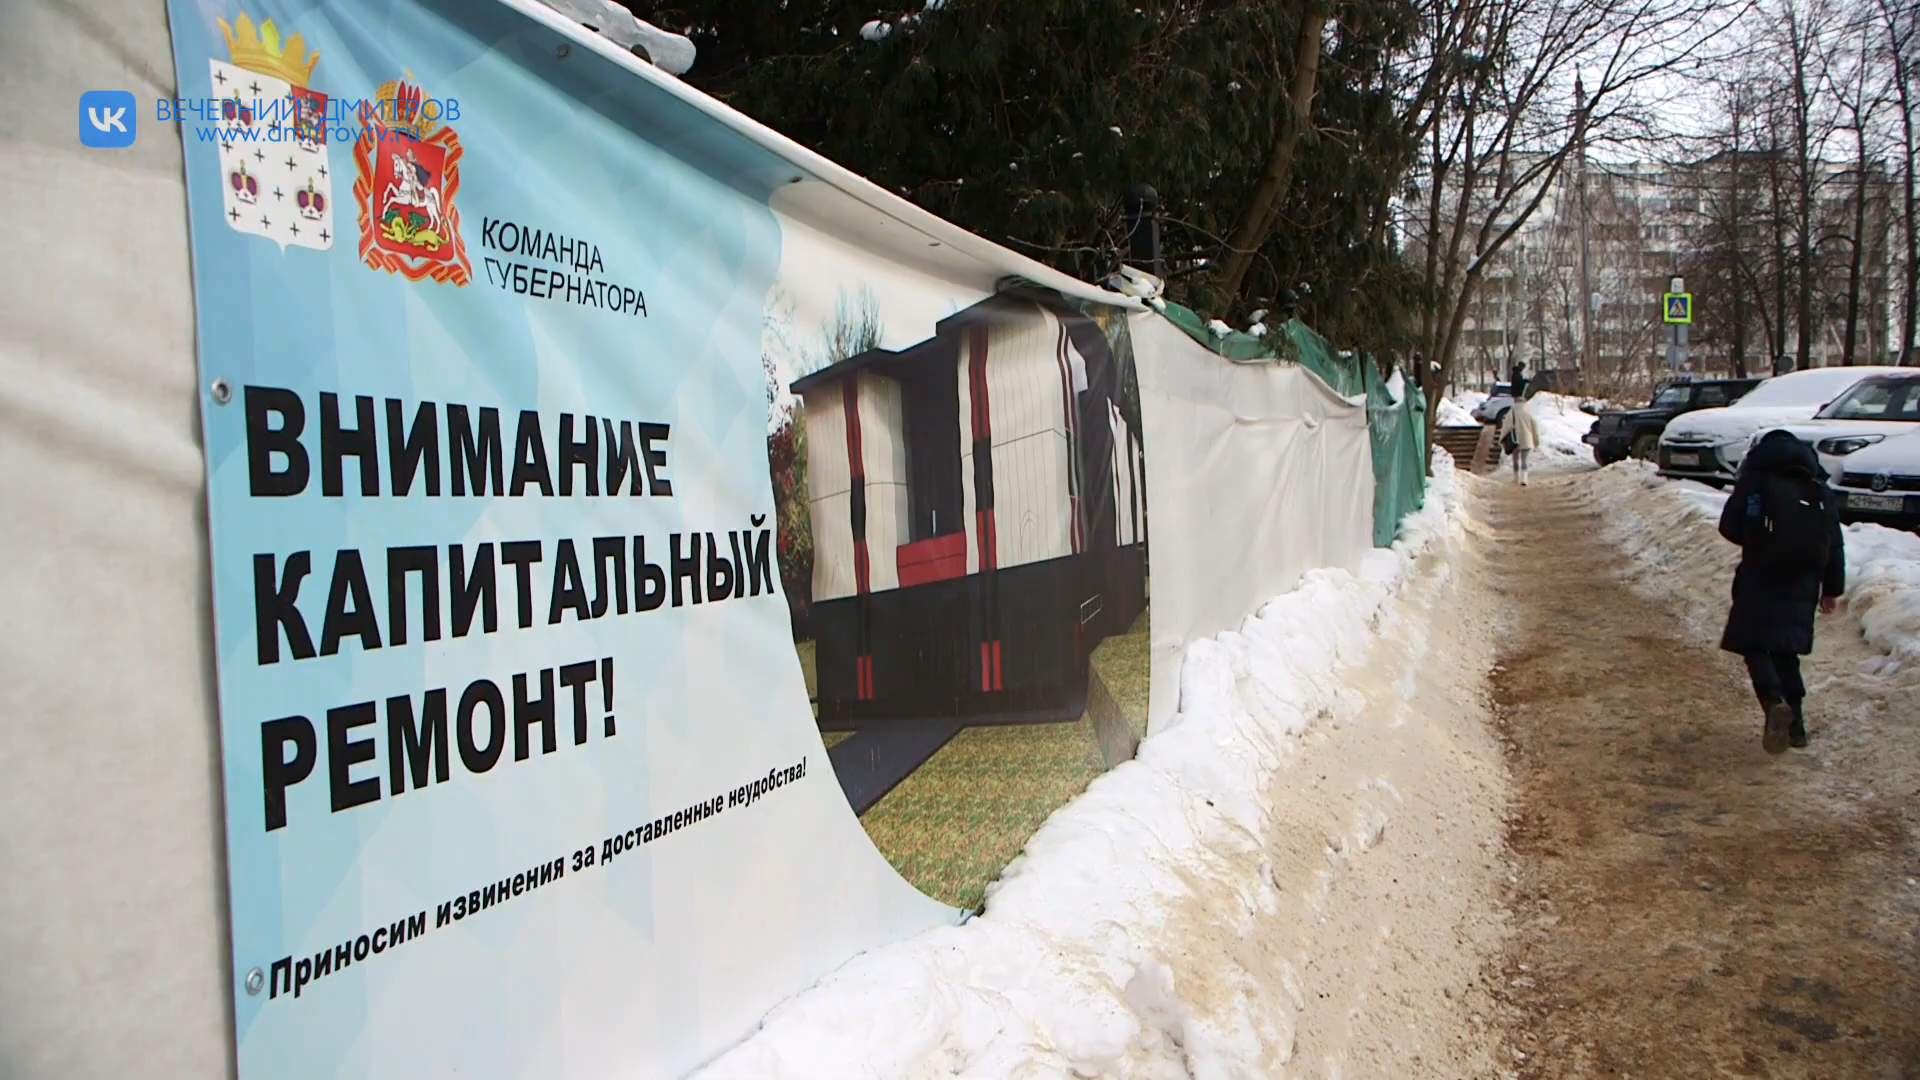 ВЕЧЕРНИЙ ДМИТРОВ
www.dmitrovtv.ru
КОМАНДА
ГУБЕРНАТОРА
ВНИМАНИЕ
КАПИТАЛЬНЫЙ
РЕМОНТ!
Приносим извинения за доставленные неудобства!